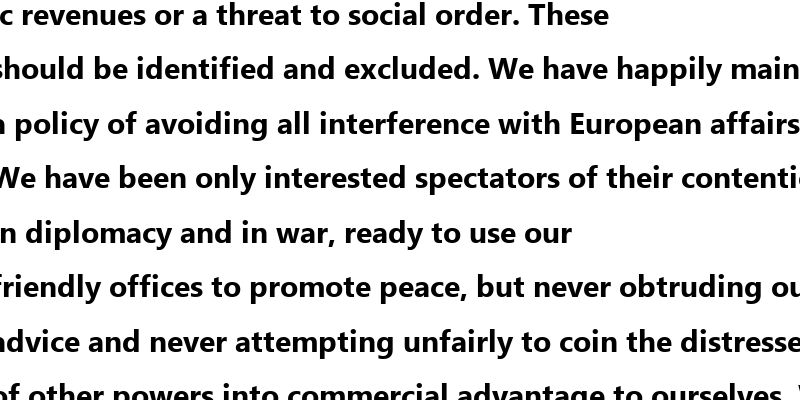 c revenues or a threat to social order. These
should be identified and excluded. We have happily main
a policy of avoiding all interference with European affairs
We have been only interested spectators of their contenti
n diplomacy and in war, ready to use our
friendly offices to promote peace, but never obtruding ou
advice and never attempting unfairly to coin the distresse
of other powers into commercial advantage to ourselves.